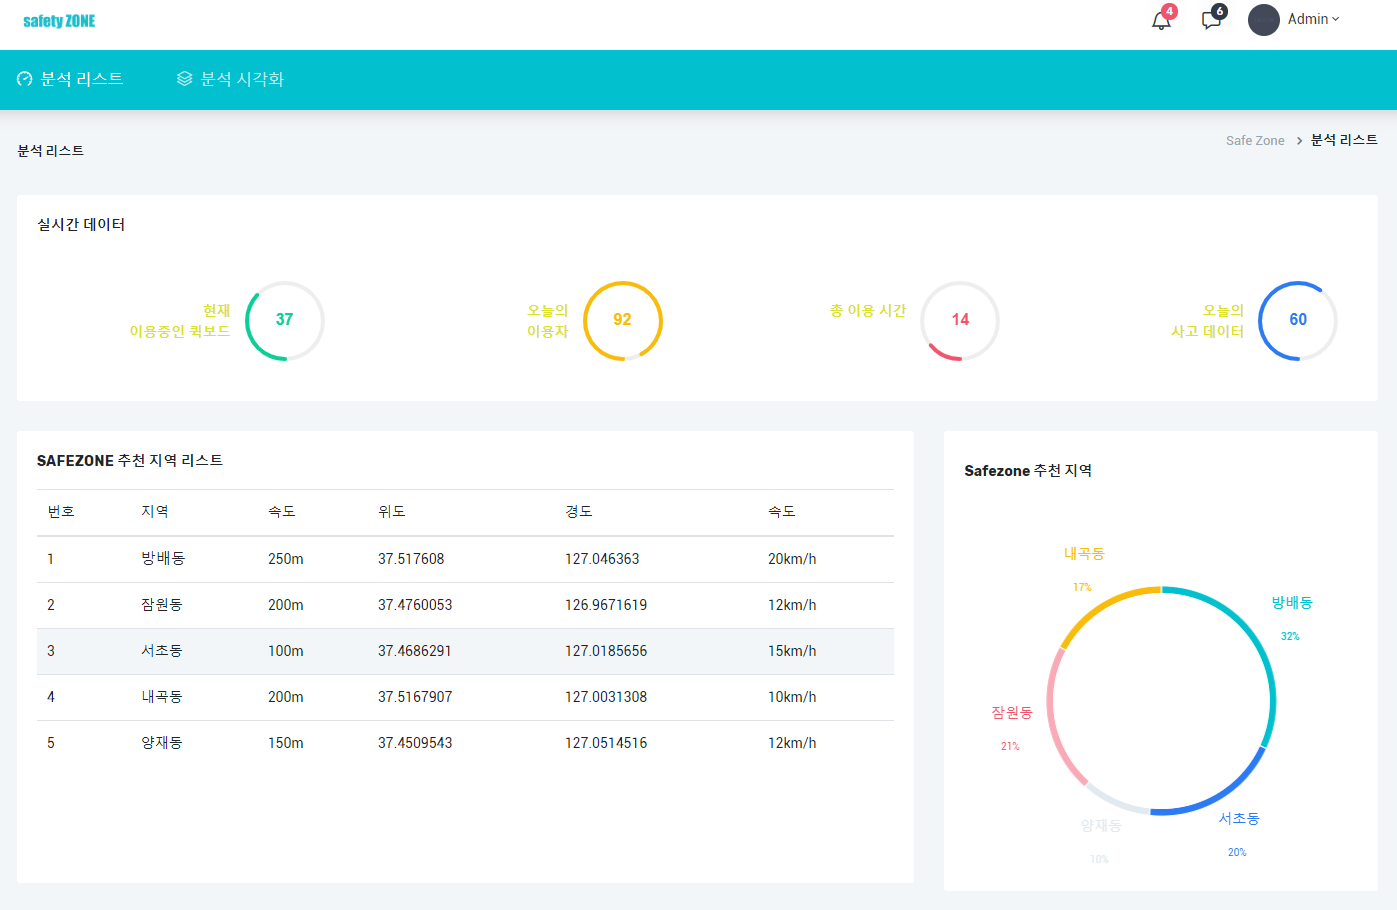 safety ZONE
4
6
Admin
분석 리스트
분석 시각화
분석 리스트
Safe Zone > 분석 리스트
실시간 데이터
현재
이용중인 퀵보드
37
오늘의
이용자
92
총 이용 시간
14
오늘의
사고 데이터
60
SAFEZONE 추천 지역 리스트
번호 지역 속도 위도 경도 속도
1 방배동 250m 37.517608 127.046363 20km/h
2 잠원동 200m 37.4760053 126.9671619 12km/h
3 서초동 100m 37.4686291 127.0185656 15km/h
4 내곡동 200m 37.5167907 127.0031308 10km/h
5 양재동 150m 37.4509543 127.0514516 12km/h
Safezone 추천 지역
내곡동
17%
방배동
32%
잠원동
21%
양재동
10%
서초동
20%